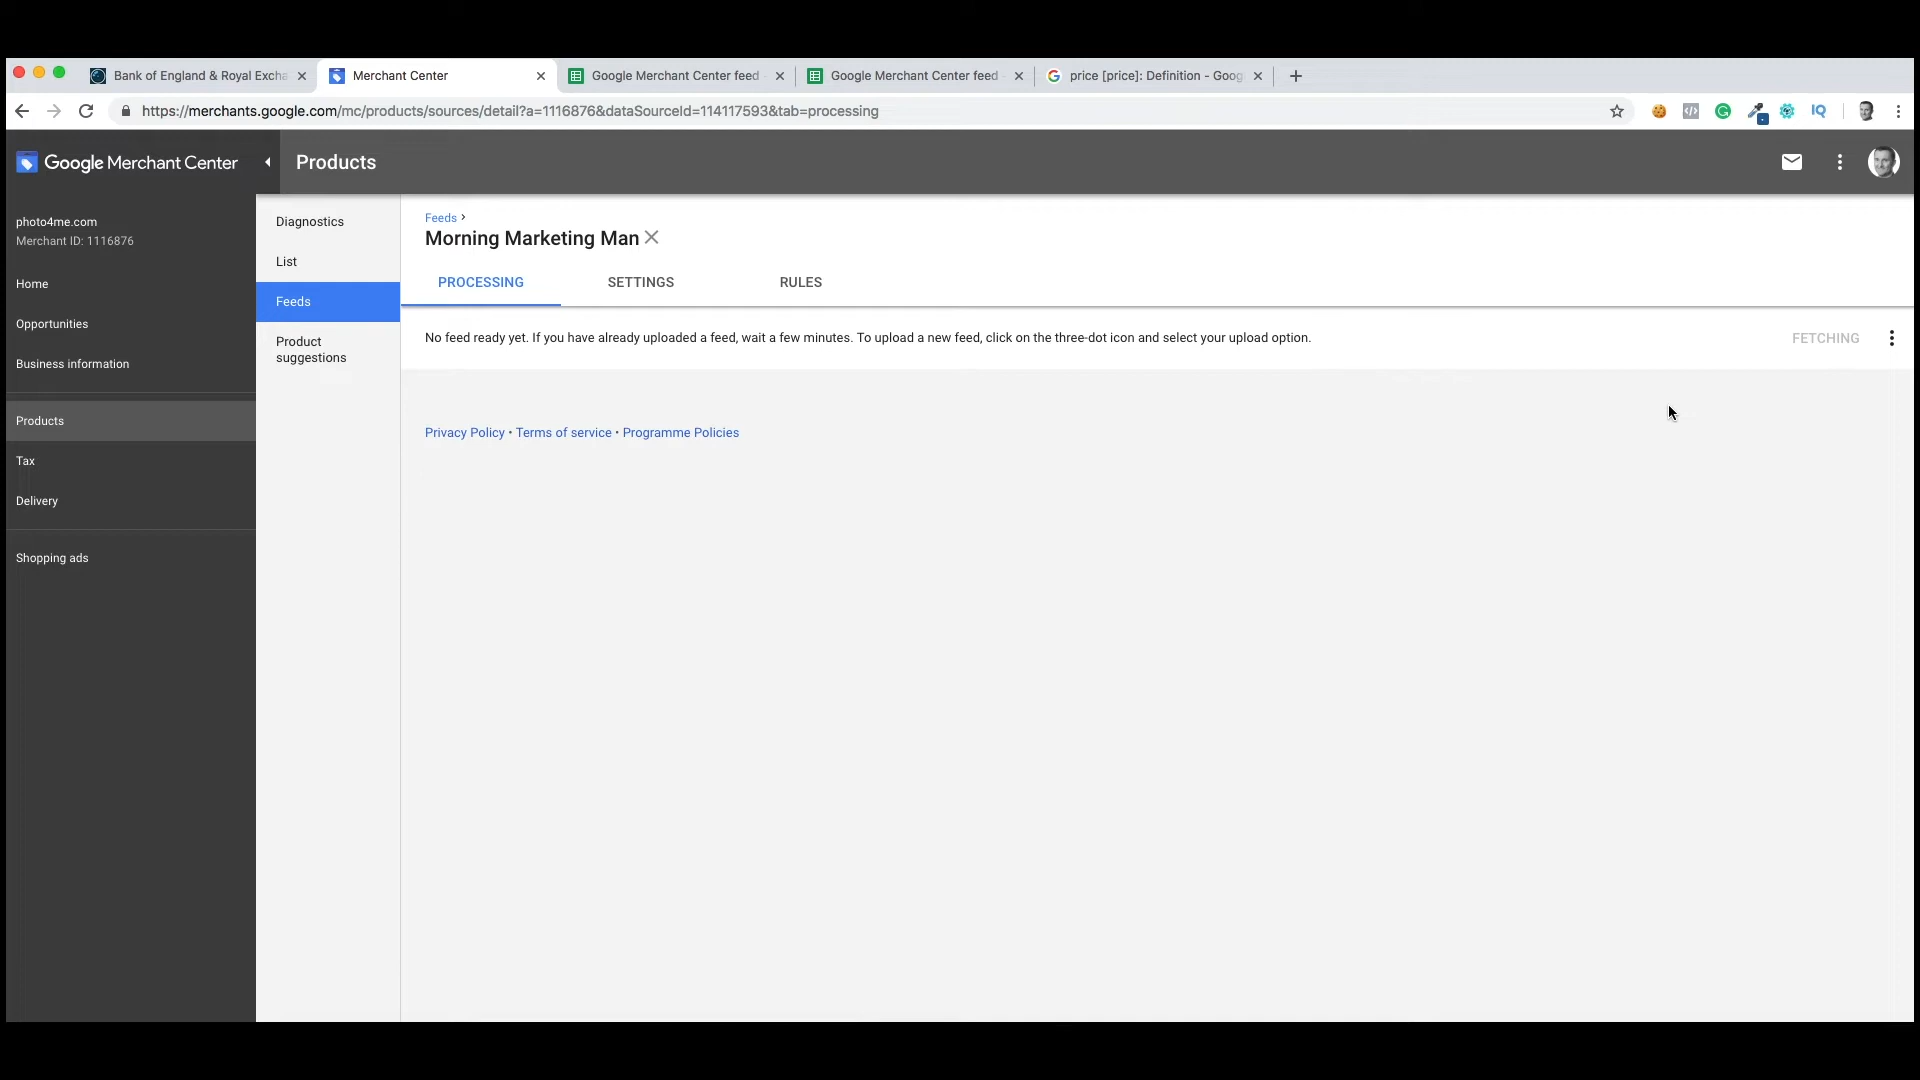 Bank of England & Royal Excha
Merchant Center
Google Merchant Center feed
Google Merchant Center feed
price [price]: Definition - Goog
https://merchants.google.com/mc/products/sources/detail?a=1116876&dataSourceId=114117593&tab=processing
IQ
Google Merchant Center
Products
photo4me.com
Merchant ID: 1116876
Home
Opportunities
Business information
Products
Tax
Delivery
Shopping ads
Diagnostics
List
Feeds
Product
suggestions
Feeds ›
Morning Marketing Man
PROCESSING
SETTINGS
RULES
No feed ready yet. If you have already uploaded a feed, wait a few minutes. To upload a new feed, click on the three-dot icon and select your upload option.
FETCHING
Privacy Policy • Terms of service • Programme Policies